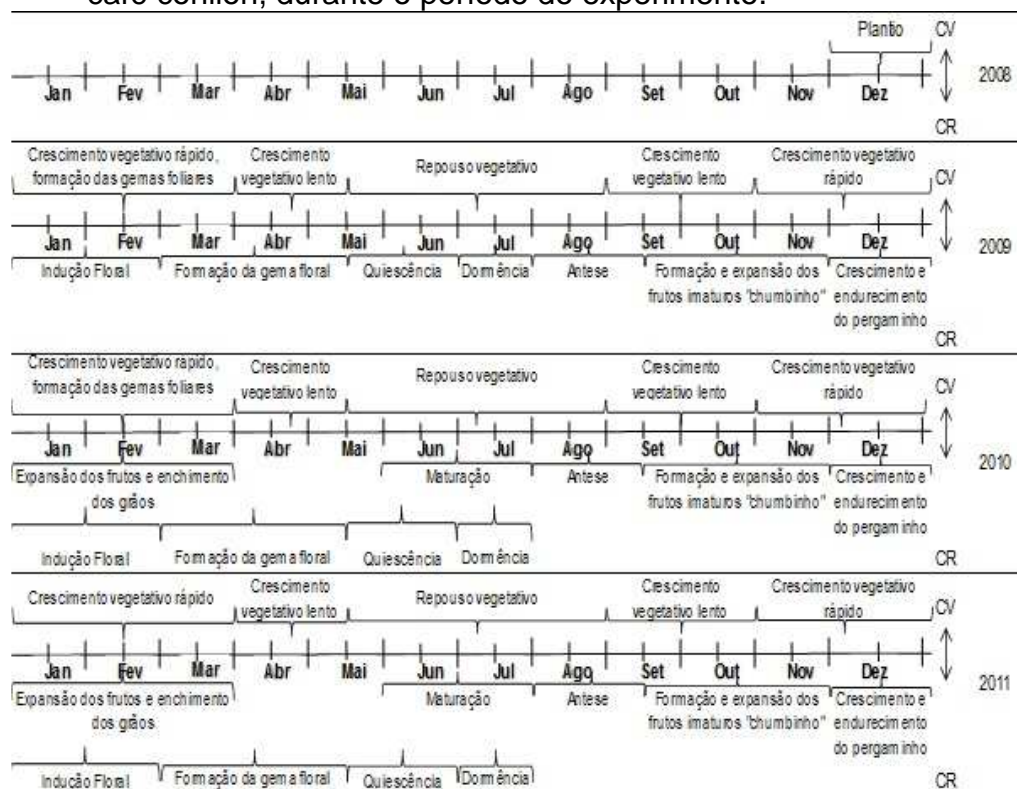 café conilon, durante o período do experimento.
Plantio CV
Jan Fev Mar Abr Mai Jun Jul Ago Set Out Nov Dez 2008
CR
Crescimento vegetativo rápido, Crescimento Crescimento Crescimento vegetativo
formação das gemas foliares vegetativo lento Repouso vegetativo vegetativo lento rápido CV
Jan Fev Mar Abr Mai Jun Jul Ago Set Out Nov Dez 2009
Indução Floral Formação da gema floral Quiescência Dormência Antese Formação e expansão dos Crescimento e
frutos imaturos "chumbinho" endurecimento
do pergaminho
CR
Crescimento vegetativo rapido, Crescimento Crescimento Crescimento vegetativo
formação das gemas foliares vegetativo lento Repouso vegetativo vegetativo lento rápido CV
Jan Fev Mar Abr Mai Jun Jul Ago Set Out Nov Dez 2010
Expansão dos frutos e enchimento Maturação Antese Formação e expansão dos Crescimento e
dos grãos frutos imaturos "chumbinho" endurecimento
do pergaminho
Indução Floral Formação da gema floral Quiescência Dormência CR
Crescimento vegetativo rápido Crescimento Repouso vegetativo Crescimento Crescimento vegetativo
vegetativo lento vegetativo lento rápido CV
Jan Fev Mar Abr Mai Jun Jul Ago Set Out Nov Dez 2011
Expansão dos frutos e enchimento Maturação Antese Formação e expansão dos Crescimento e
dos grãos frutos imaturos "chumbinho" endurecimento
do pergaminho
Indução Floral Formação da gema floral Quiescência Dormência CR